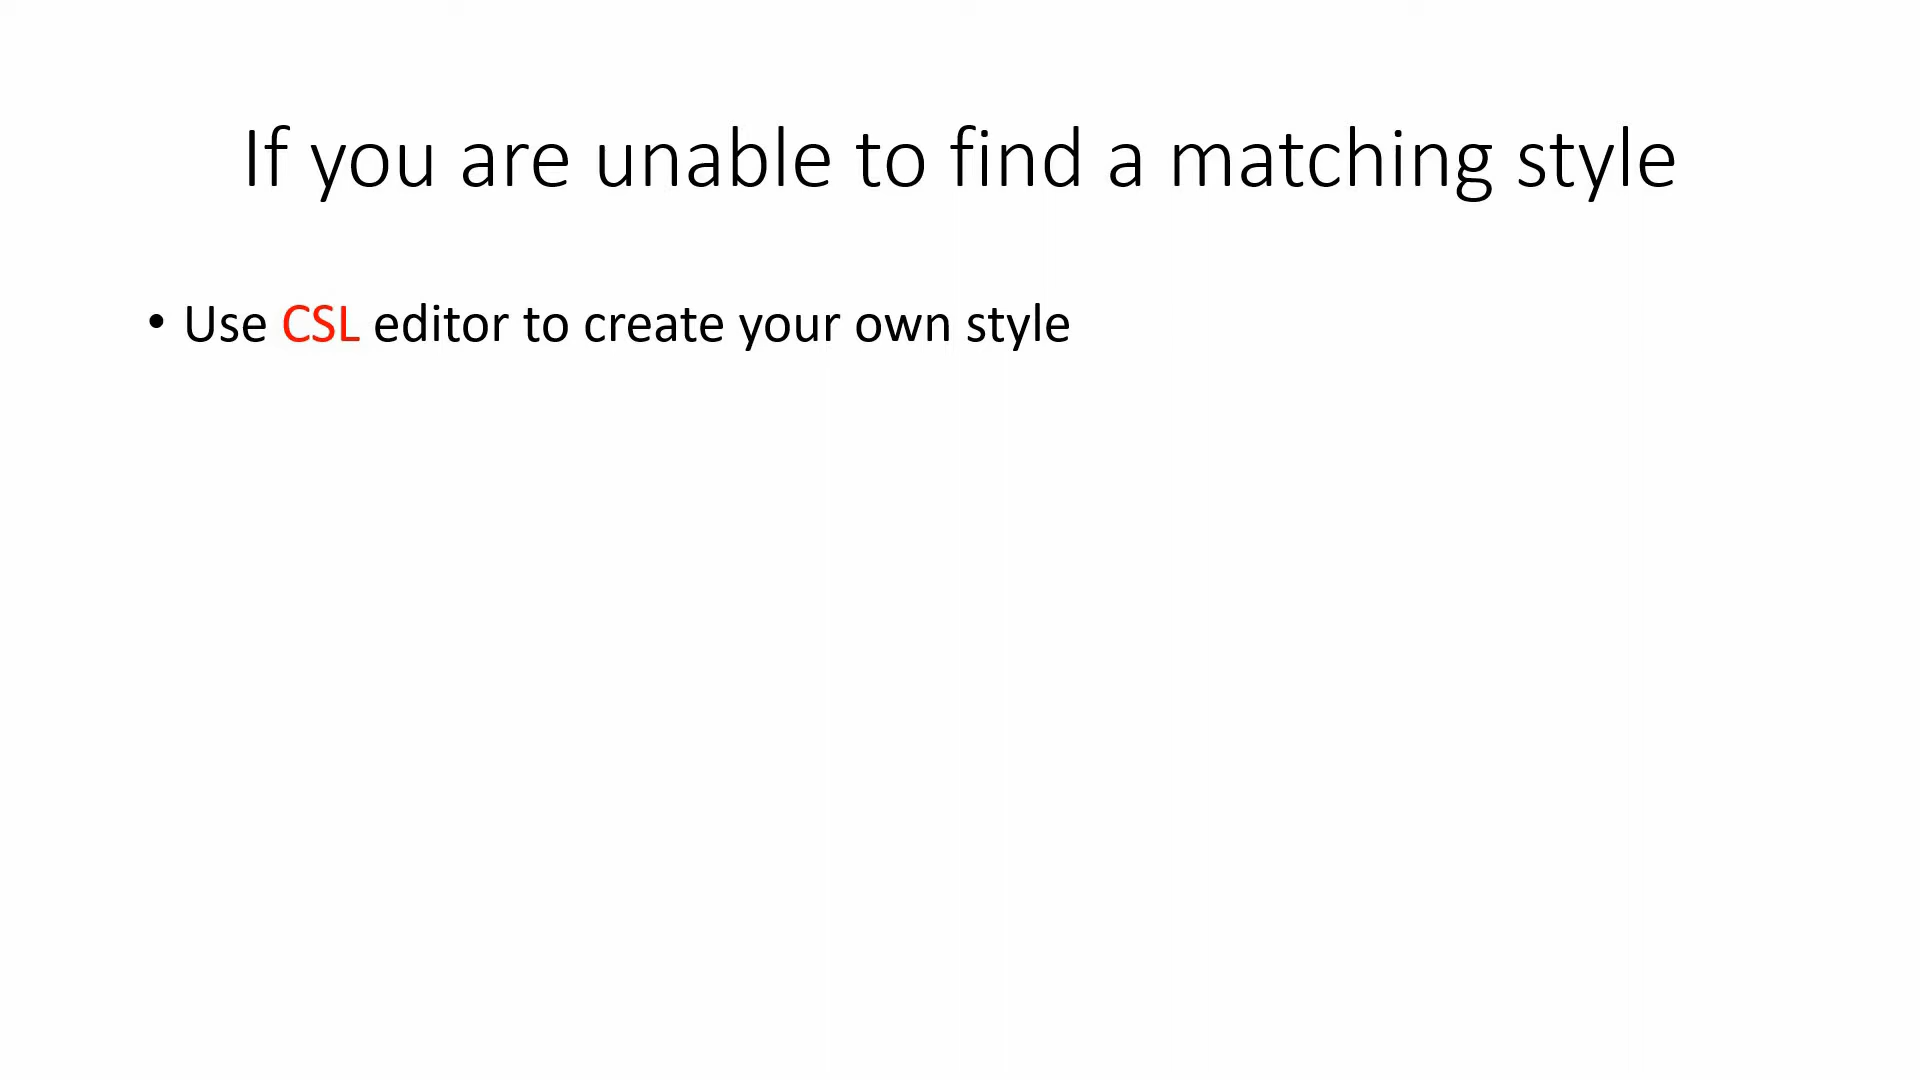 If you are unable to find a matching style
• Use CSL editor to create your own style